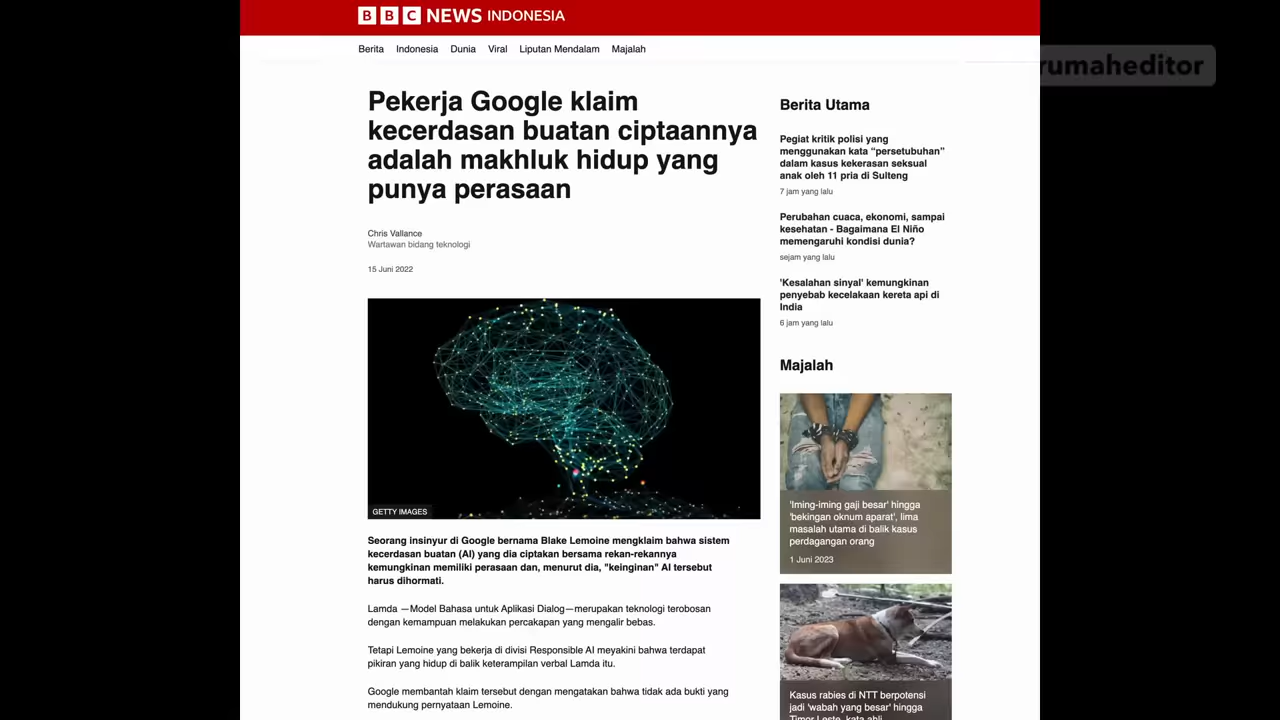 BBC NEWS INDONESIA
Berita Indonesia Dunia Viral Liputan Mendalam Majalah
rumaheditor
Pekerja Google klaim
kecerdasan buatan ciptaannya
adalah makhluk hidup yang
punya perasaan
Chris Vallance
Wartawan bidang teknologi
15 Juni 2022
GETTY IMAGES
Seorang insinyur di Google bernama Blake Lemoine mengklaim bahwa sistem
kecerdasan buatan (AI) yang dia ciptakan bersama rekan-rekannya
kemungkinan memiliki perasaan dan, menurut dia, "keinginan" AI tersebut
harus dihormati.
Lamda —Model Bahasa untuk Aplikasi Dialog—merupakan teknologi terobosan
dengan kemampuan melakukan percakapan yang mengalir bebas.
Tetapi Lemoine yang bekerja di divisi Responsible AI meyakini bahwa terdapat
pikiran yang hidup di balik keterampilan verbal Lamda itu.
Google membantah klaim tersebut dengan mengatakan bahwa tidak ada bukti yang
mendukung pernyataan Lemoine.
Berita Utama
Pegiat kritik polisi yang
menggunakan kata “persetubuhan”
dalam kasus kekerasan seksual
anak oleh 11 pria di Sulteng
7 jam yang lalu
Perubahan cuaca, ekonomi, sampai
kesehatan - Bagaimana El Niño
memengaruhi kondisi dunia?
sejam yang lalu
'Kesalahan sinyal' kemungkinan
penyebab kecelakaan kereta api di
India
6 jam yang lalu
Majalah
'Iming-iming gaji besar' hingga
'bekingan oknum aparat', lima
masalah utama di balik kasus
perdagangan orang
1 Juni 2023
Kasus rabies di NTT berpotensi
jadi 'wabah yang besar' hingga
Timor Leste, kata ahli